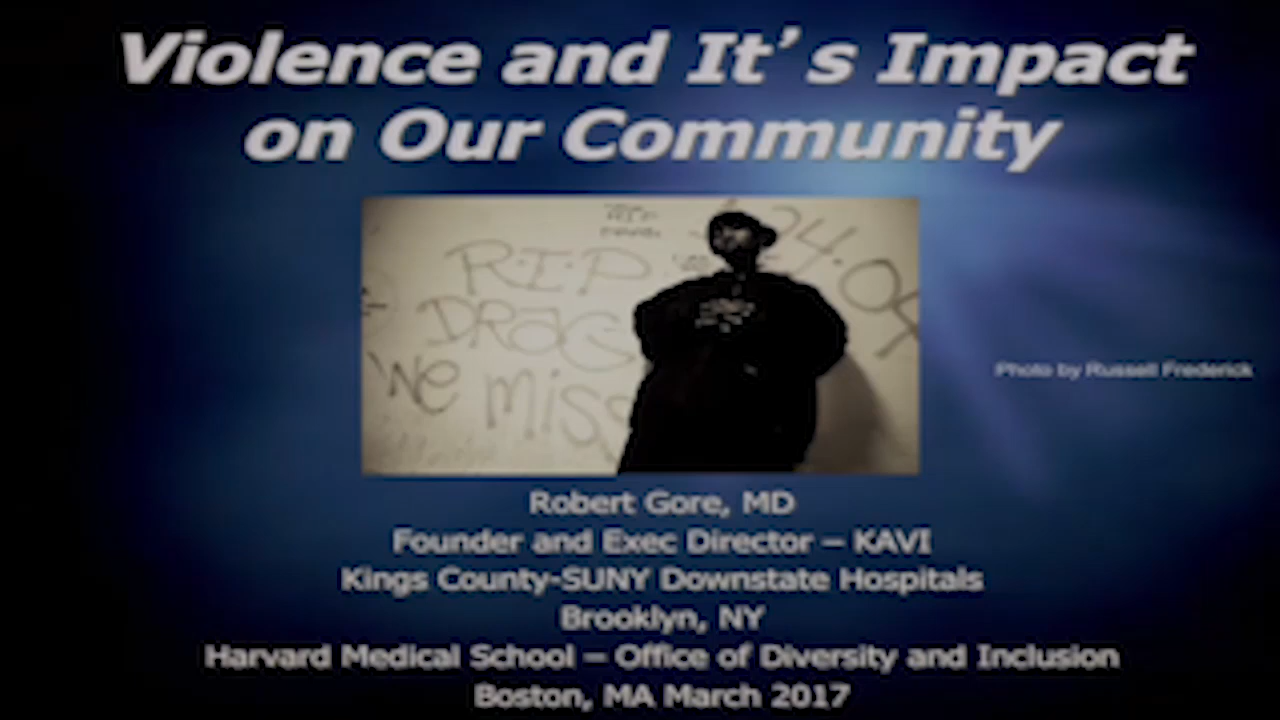 Violence and It's Impact
on Our Community
R.I.P
DRAG
We Miss
24.04
Photo by Russell Frederick
Robert Gore, MD
Founder and Exec Director – KAVI
Kings County-SUNY Downstate Hospitals
Brooklyn, NY
Harvard Medical School – Office of Diversity and Inclusion
Boston, MA March 2017